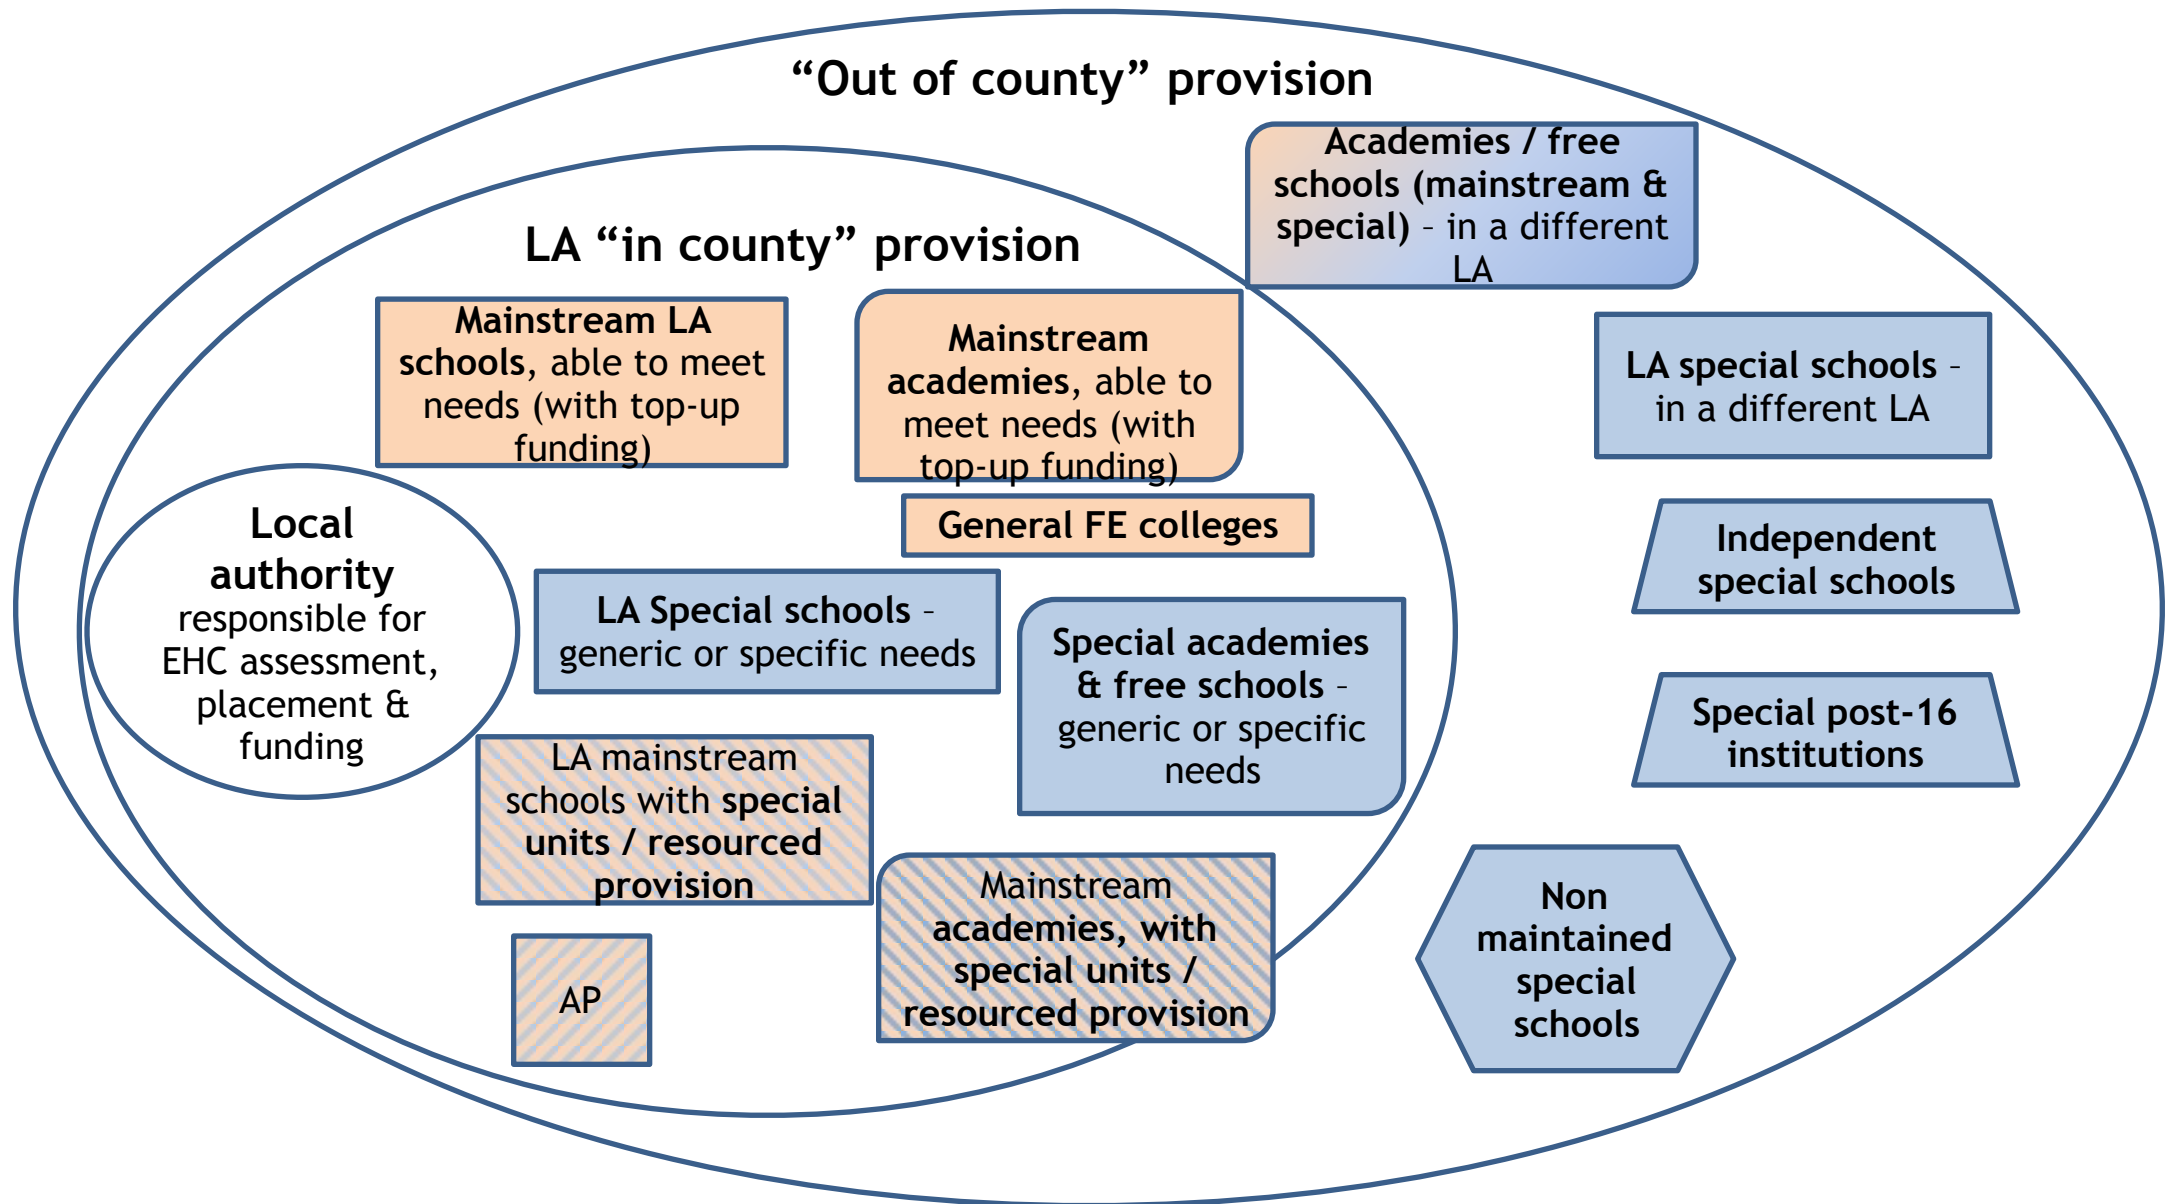 “Out of county” provision
Academies / free
schools (mainstream &
special) – in a different
LA
LA “in county” provision
Mainstream LA
schools, able to meet
needs (with top-up
funding)
Mainstream
academies, able to
meet needs (with
top-up funding)
LA special schools –
in a different LA
General FE colleges
Local
authority
responsible for
EHC assessment,
placement &
funding
Independent
special schools
LA Special schools –
generic or specific needs
Special academies
& free schools –
generic or specific
needs
Special post-16
institutions
LA mainstream
schools with special
units / resourced
provision
Mainstream
academies, with
special units /
resourced provision
Non
maintained
special
schools
AP